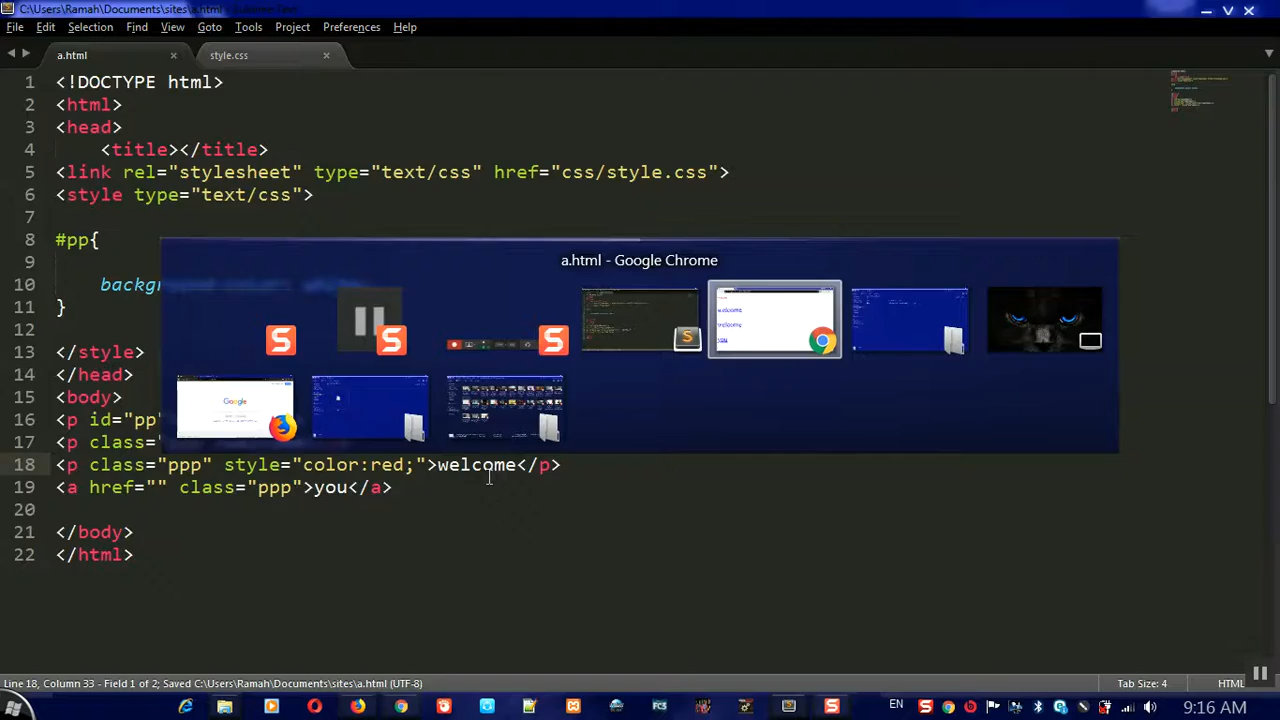 C:\Users\Ramah\Documents\sites\a.html
File Edit Selection Find View Goto Tools Project Preferences Help
a.html style.css
1 <!DOCTYPE html>
2 <html>
3 <head>
4 <title></title>
5 <link rel="stylesheet" type="text/css" href="css/style.css">
6 <style type="text/css">
7
8 #pp{
9
10 backgr
11 }
12
13 </style>
14 </head>
15 <body>
16 <p id="pp"
17 <p class=
18 <p class="ppp" style="color:red;">welcome</p>
19 <a href="" class="ppp">you</a>
20
21 </body>
22 </html>
a.html - Google Chrome
welcome
welcome
you
Google
Line 18, Column 33 - Field 1 of 2; Saved C:\Users\Ramah\Documents\sites\a.html (UTF-8)
Tab Size: 4
HTML
EN
9:16 AM